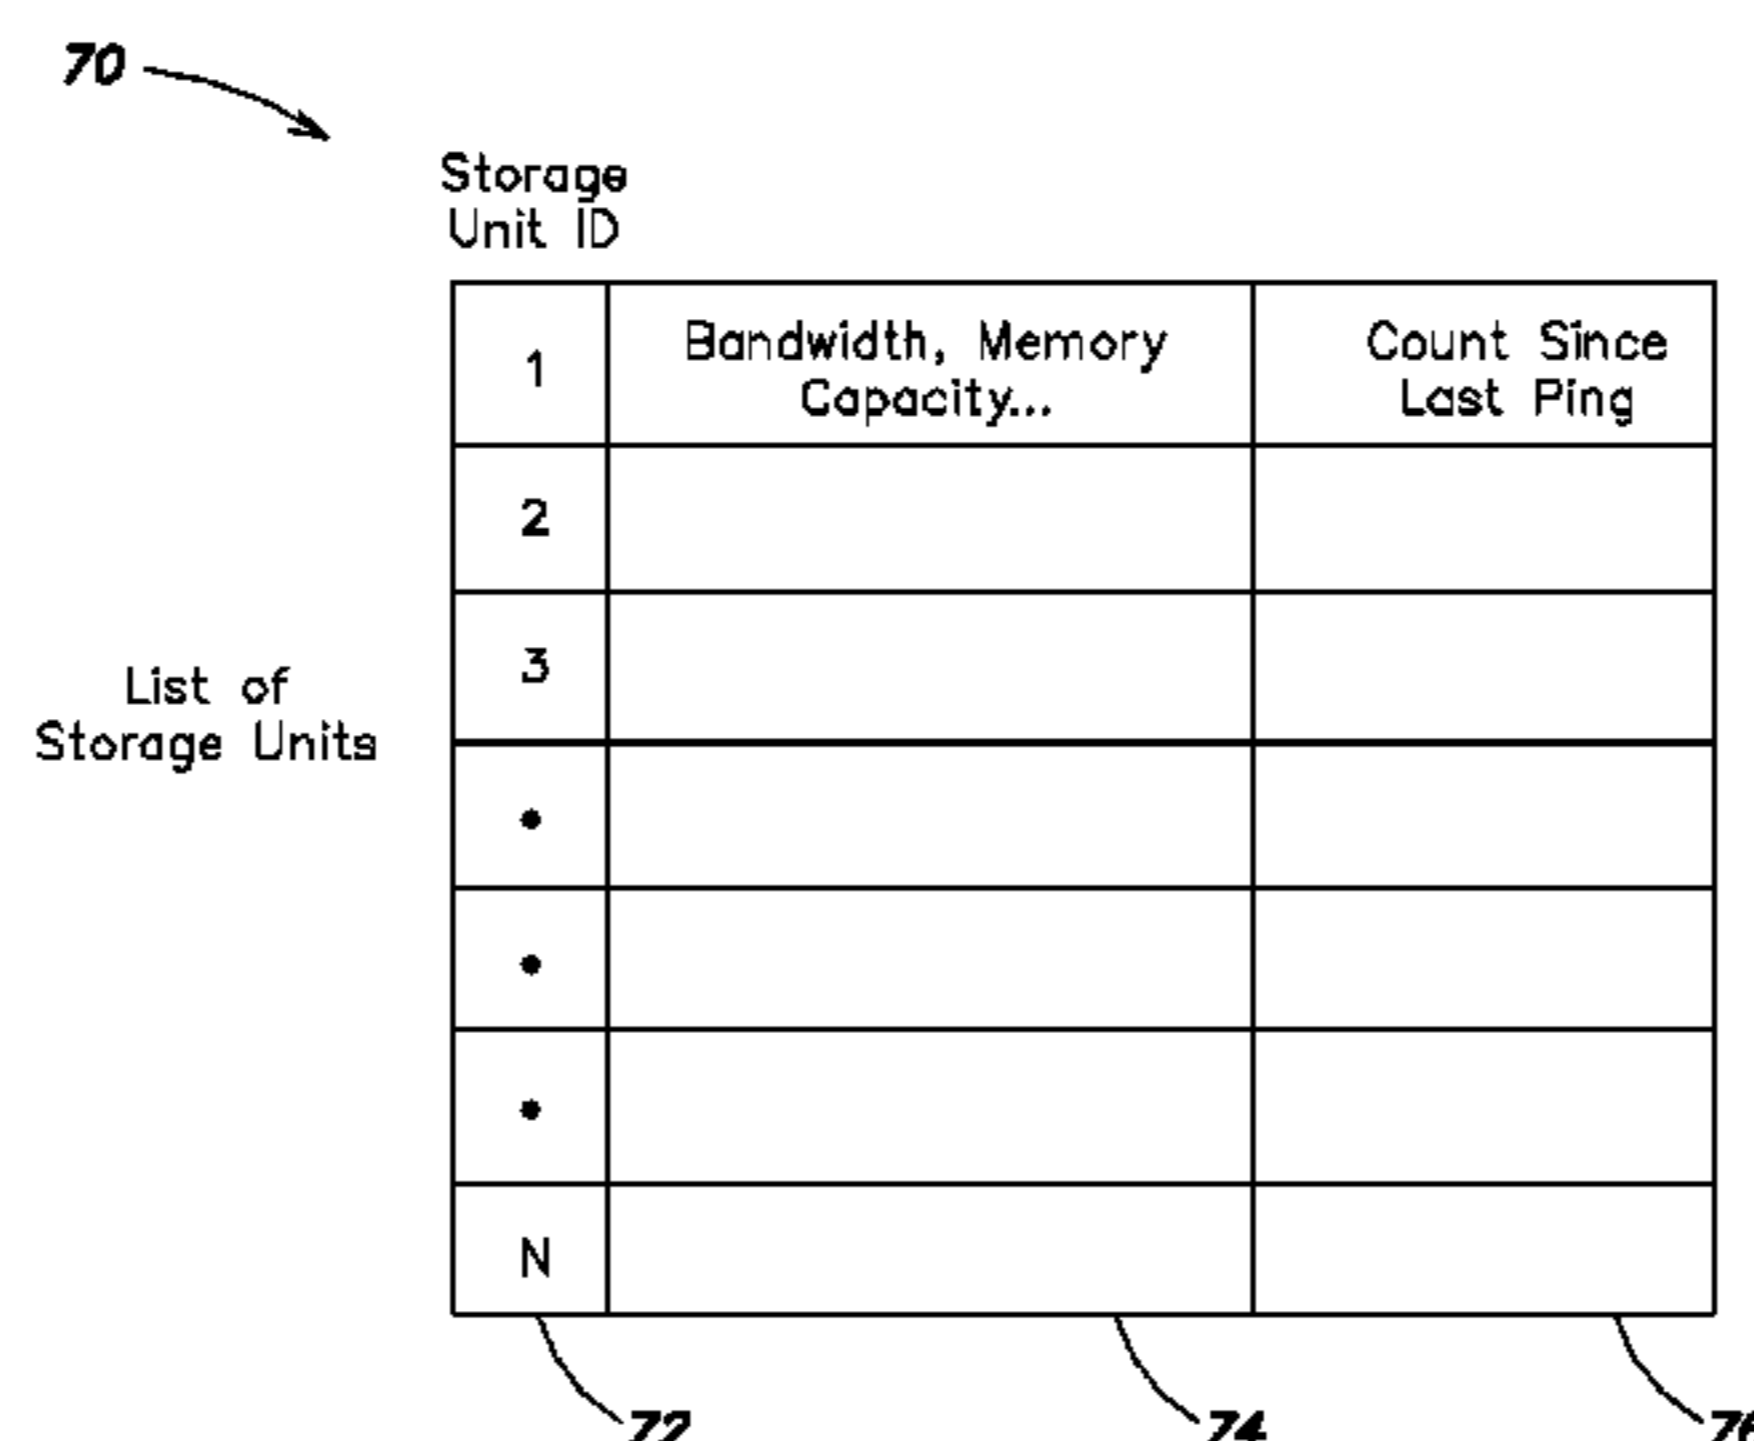 70
Storage
Unit ID
1
Bandwidth, Memory
Capacity...
Count Since
Last Ping
2
3
List of
Storage Units
•
•
•
N
72
74
76